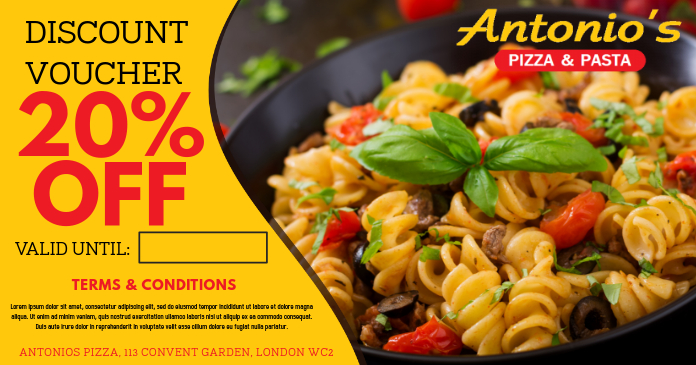 DISCOUNT
VOUCHER
20%
OFF
VALID UNTIL:
TERMS & CONDITIONS
Lorem ipsum dolor sit amet, consectetur adipiscing elit, sed do eiusmod tempor incididunt ut labore et dolore magna
aliqua. Ut enim ad minim veniam, quis nostrud exercitation ullamco laboris nisi ut aliquip ex ea commodo consequat.
Duis aute irure dolor in reprehenderit in voluptate velit esse cillum dolore eu fugiat nulla pariatur.
ANTONIOS PIZZA, 113 CONVENT GARDEN, LONDON WC2
Antonio's
PIZZA & PASTA